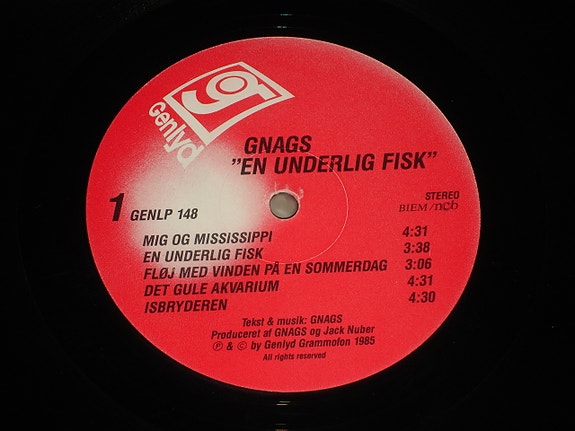 g
Genlyd
GNAGS
"EN UNDERLIG FISK"
STEREO
BIEM/ncb
1 GENLP 148
MIG OG MISSISSIPPI 4:31
EN UNDERLIG FISK 3:38
FLØJ MED VINDEN PÅ EN SOMMERDAG 3:06
DET GULE AKVARIUM 4:31
ISBRYDEREN 4:30
Tekst & musik: GNAGS
Produceret af GNAGS og Jack Nuber
Ⓟ & © by Genlyd Grammofon 1985
All rights reserved